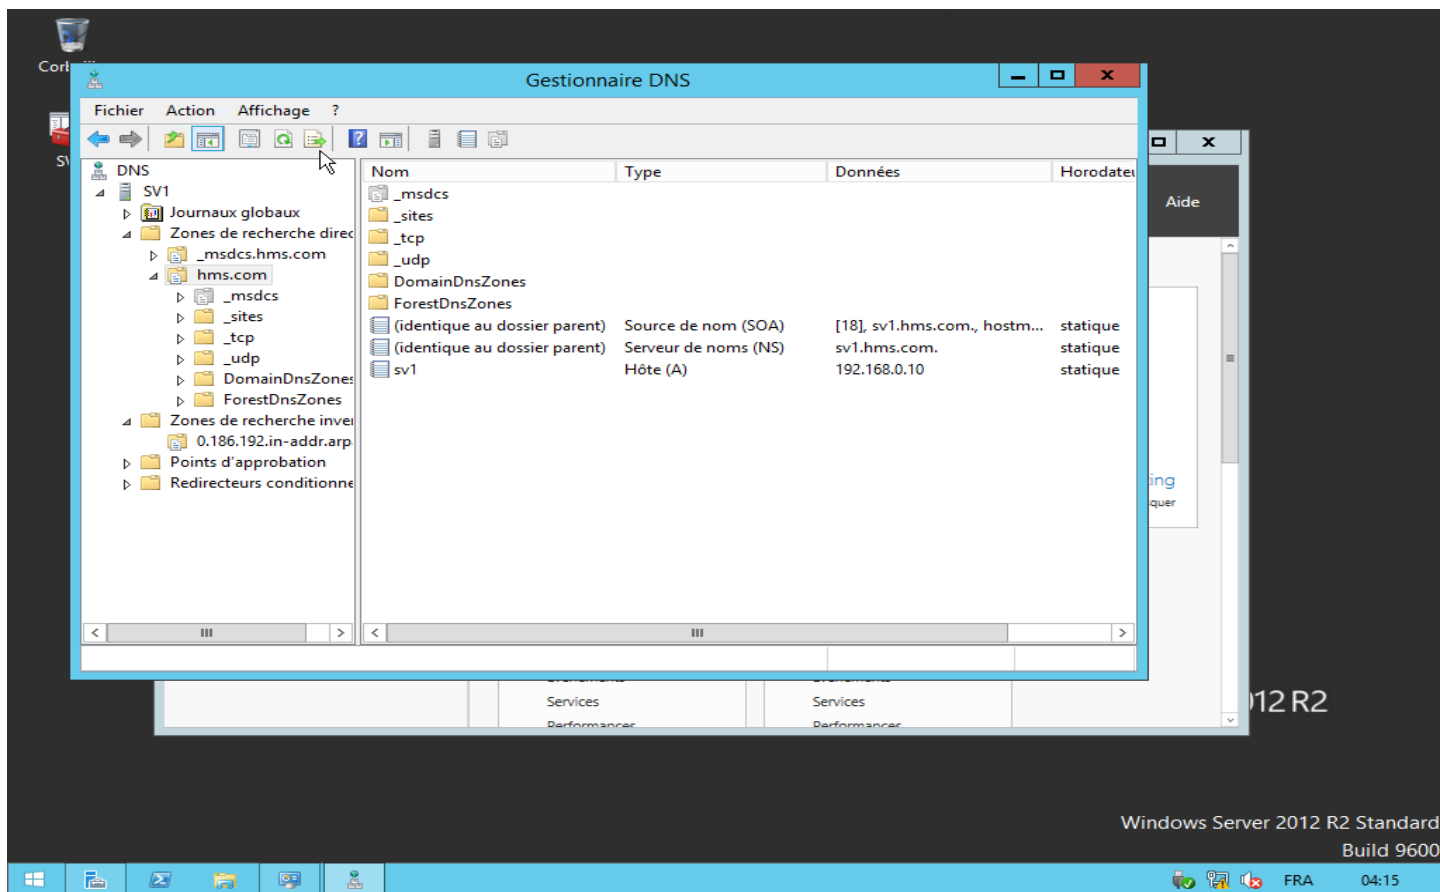 Gestionnaire DNS
Fichier Action Affichage ?
DNS
SV1
Journaux globaux
Zones de recherche direc
_msdcs.hms.com
hms.com
_msdcs
_sites
_tcp
_udp
DomainDnsZones
ForestDnsZones
Zones de recherche inve
0.186.192.in-addr.arp
Points d'approbation
Redirecteurs conditionne
Nom Type Données Horodateu
_msdcs
_sites
_tcp
_udp
DomainDnsZones
ForestDnsZones
(identique au dossier parent) Source de nom (SOA) [18], sv1.hms.com., hostm... statique
(identique au dossier parent) Serveur de noms (NS) sv1.hms.com. statique
sv1 Hôte (A) 192.168.0.10 statique
Aide
ing
quer
Services Services
Performances Performances
12 R2
Windows Server 2012 R2 Standard
Build 9600
FRA 04:15